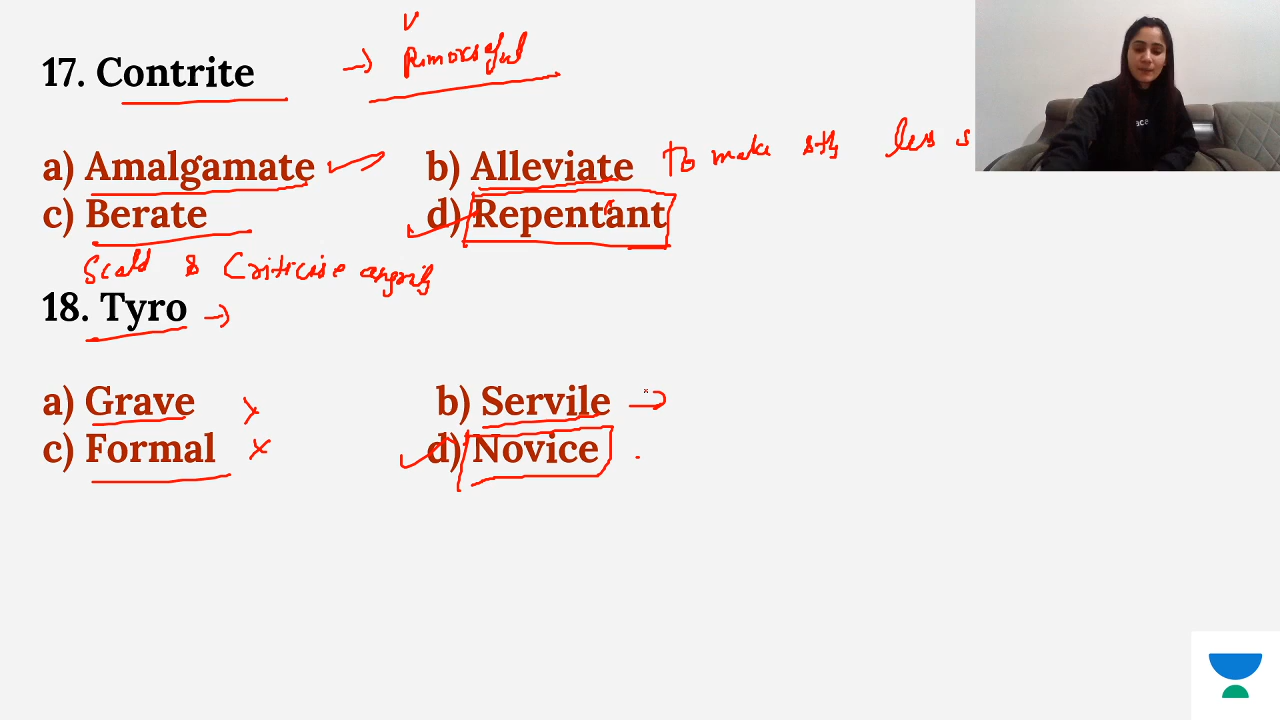 17. Contrite → Remorseful
a) Amalgamate b) Alleviate To make sth less s
c) Berate d) Repentant
Scold & Criticise angrily
18. Tyro →
a) Grave × b) Servile →
c) Formal × d) Novice